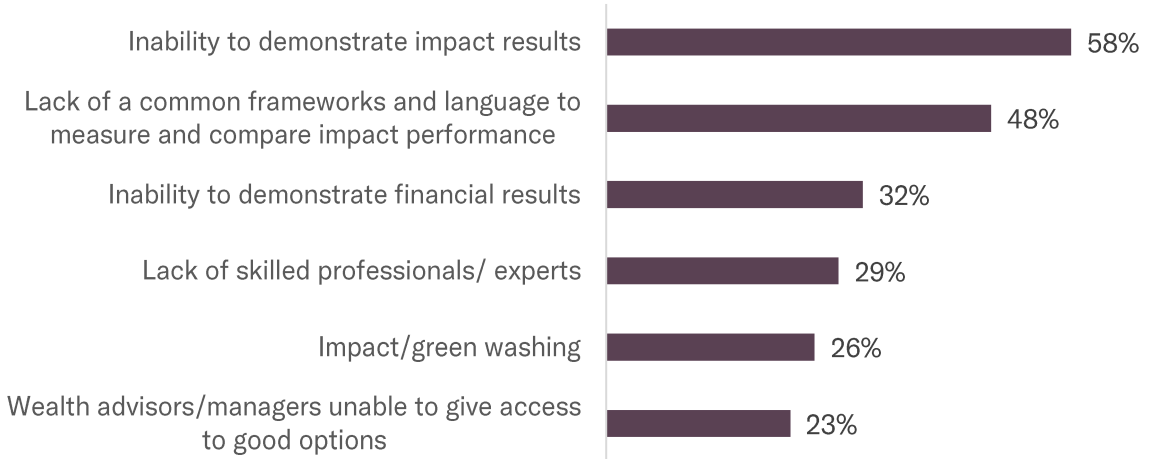 Inability to demonstrate impact results
58%
Lack of a common frameworks and language to
measure and compare impact performance
48%
Inability to demonstrate financial results
32%
Lack of skilled professionals/ experts
29%
Impact/green washing
26%
Wealth advisors/managers unable to give access
to good options
23%